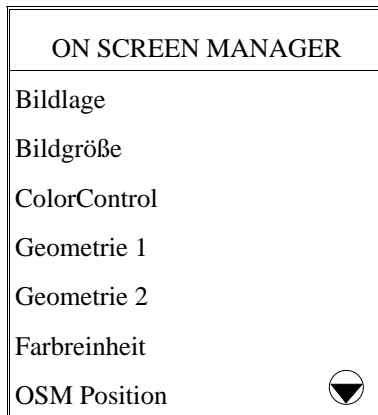 ON SCREEN MANAGER
Bildlage
Bildgröße
ColorControl
Geometrie 1
Geometrie 2
Farbreinheit
OSM Position